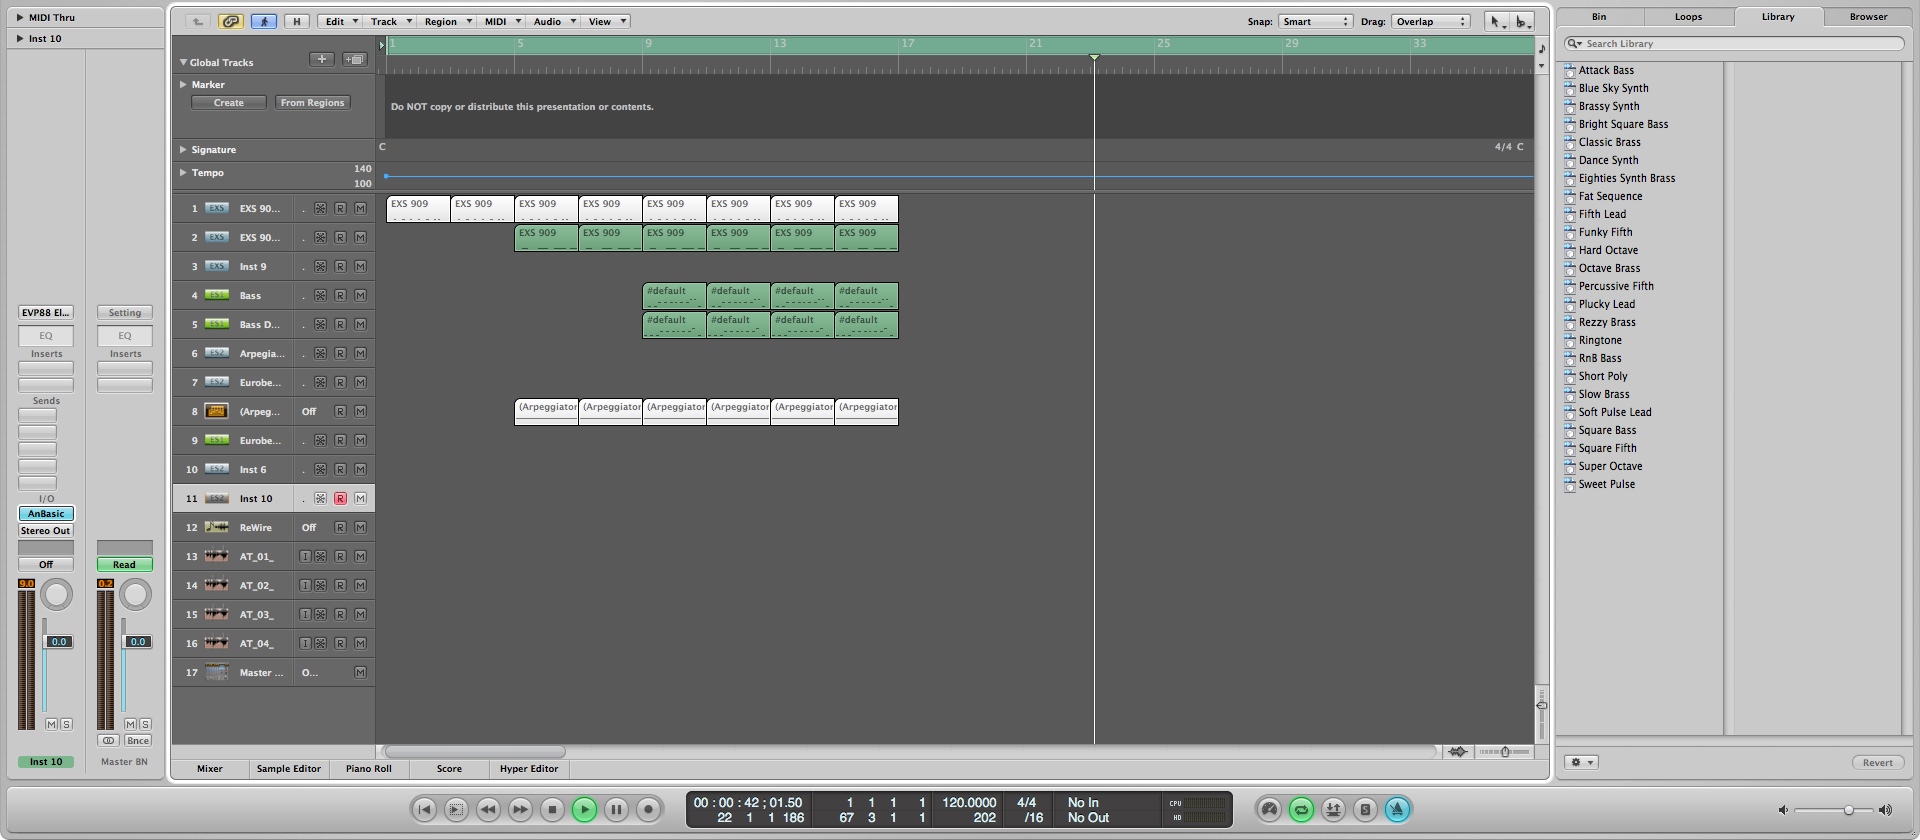 MIDI Thru
Inst 10
EVP88 El...
Setting
EQ
EQ
Inserts
Inserts
Sends
I/O
AnBasic
Stereo Out
Off
Read
9.0
0.2
0.0
0.0
M S
M S
Bnce
Inst 10
Master BN
H
Edit
Track
Region
MIDI
Audio
View
Snap: Smart
Drag: Overlap
1 5 9 13 17 21 25 29 33
Global Tracks
Marker
Create
From Regions
Do NOT copy or distribute this presentation or contents.
Signature
C
4/4 C
Tempo
140
100
1 EXS EXS 90... . R M
EXS 909 EXS 909 EXS 909 EXS 909 EXS 909 EXS 909 EXS 909 EXS 909
2 EXS EXS 90... . R M
EXS 909 EXS 909 EXS 909 EXS 909 EXS 909 EXS 909
3 EXS Inst 9 . R M
4 ES1 Bass . R M
#default #default #default #default
5 ES1 Bass D... . R M
#default #default #default #default
6 ES2 Arpegia... . R M
7 ES2 Eurobe... . R M
8 (Arpeg... Off R M
(Arpeggiator (Arpeggiator (Arpeggiator (Arpeggiator (Arpeggiator (Arpeggiator
9 ES1 Eurobe... . R M
10 ES2 Inst 6 . R M
11 ES2 Inst 10 . R M
12 ReWire Off R M
13 AT_01_ I R M
14 AT_02_ I R M
15 AT_03_ I R M
16 AT_04_ I R M
17 Master ... O... M
Mixer
Sample Editor
Piano Roll
Score
Hyper Editor
Bin
Loops
Library
Browser
Search Library
Attack Bass
Blue Sky Synth
Brassy Synth
Bright Square Bass
Classic Brass
Dance Synth
Eighties Synth Brass
Fat Sequence
Fifth Lead
Funky Fifth
Hard Octave
Octave Brass
Percussive Fifth
Plucky Lead
Rezzy Brass
Ringtone
RnB Bass
Short Poly
Slow Brass
Soft Pulse Lead
Square Bass
Square Fifth
Super Octave
Sweet Pulse
Revert
00 : 00 : 42 ; 01.50
22 1 1 186
1 1 1 1
67 3 1 1
120.0000
202
4/4
/16
No In
No Out
CPU
HD
S